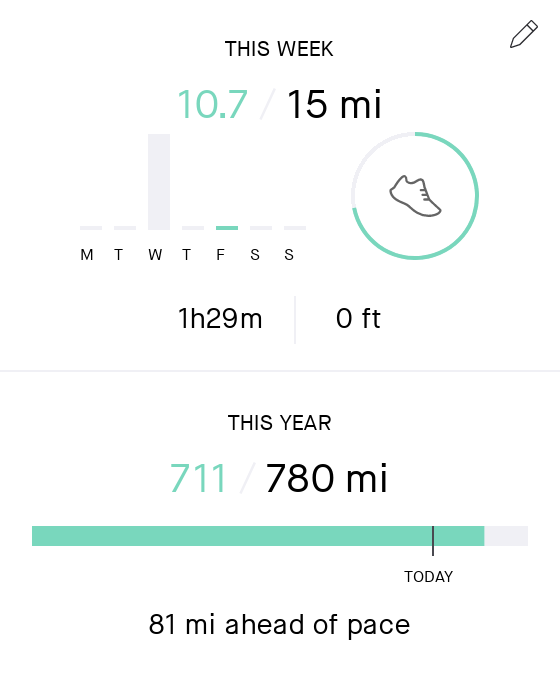 THIS WEEK
10.7 / 15 mi
M T W T F S S
1h29m 0 ft
THIS YEAR
711 / 780 mi
TODAY
81 mi ahead of pace